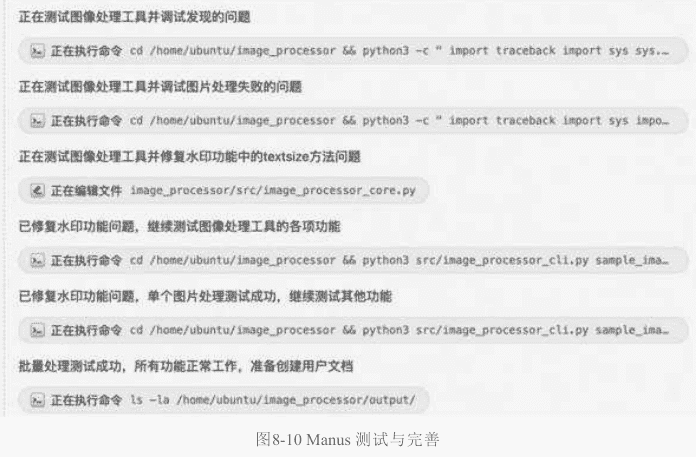 正在测试图像处理工具并调试发现的问题
正在执行命令 cd /home/ubuntu/image_processor && python3 -c " import traceback import sys sys.…
正在测试图像处理工具并调试图片处理失败的问题
正在执行命令 cd /home/ubuntu/image_processor && python3 -c " import traceback import sys impo…
正在测试图像处理工具并修复水印功能中的textsize方法问题
正在编辑文件 image_processor/src/image_processor_core.py
已修复水印功能问题，继续测试图像处理工具的各项功能
正在执行命令 cd /home/ubuntu/image_processor && python3 src/image_processor_cli.py sample_ima…
已修复水印功能问题，单个图片处理测试成功，继续测试其他功能
正在执行命令 cd /home/ubuntu/image_processor && python3 src/image_processor_cli.py sample_ima…
批量处理测试成功，所有功能正常工作，准备创建用户文档
正在执行命令 ls -la /home/ubuntu/image_processor/output/
图8-10 Manus 测试与完善